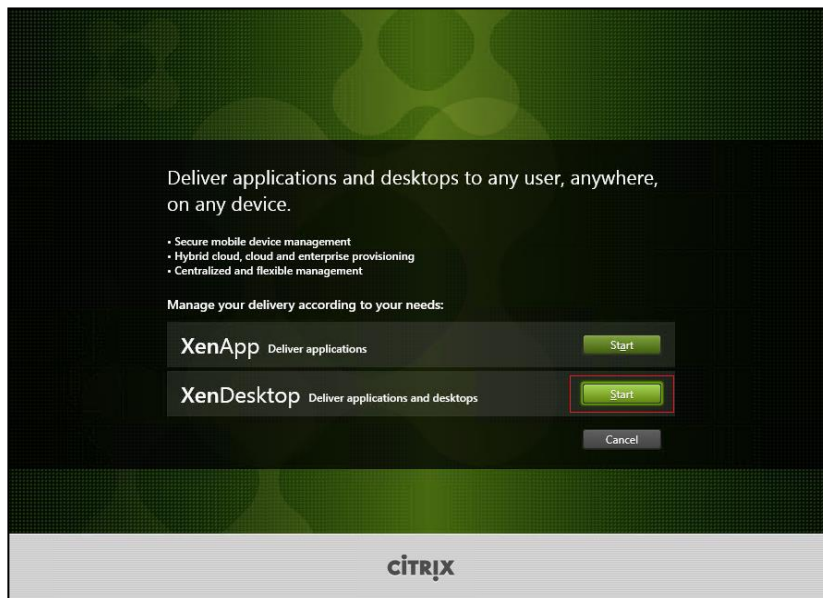 Deliver applications and desktops to any user, anywhere,
on any device.
• Secure mobile device management
• Hybrid cloud, cloud and enterprise provisioning
• Centralized and flexible management
Manage your delivery according to your needs:
XenApp Deliver applications Start
XenDesktop Deliver applications and desktops Start
Cancel
CITRIX